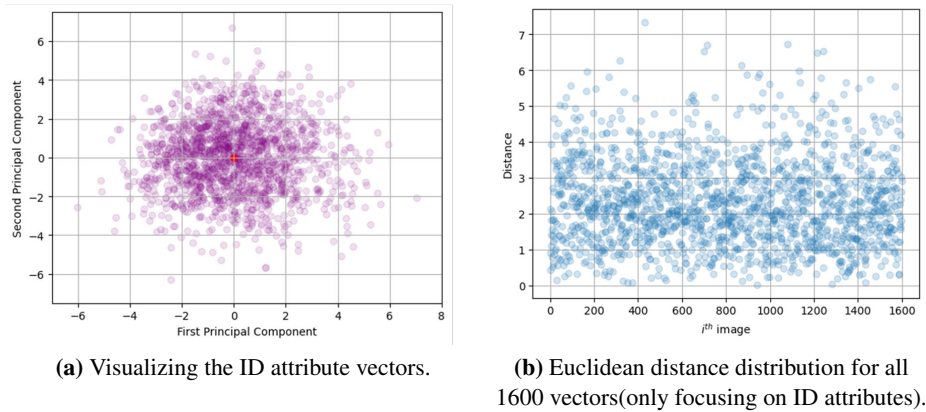 6
4
2
0
−2
−4
−6
Second Principal Component
−6 −4 −2 0 2 4 6 8
First Principal Component
(a) Visualizing the ID attribute vectors.
7
6
5
4
3
2
1
0
Distance
0 200 400 600 800 1000 1200 1400 1600
i^th image
(b) Euclidean distance distribution for all
1600 vectors(only focusing on ID attributes).